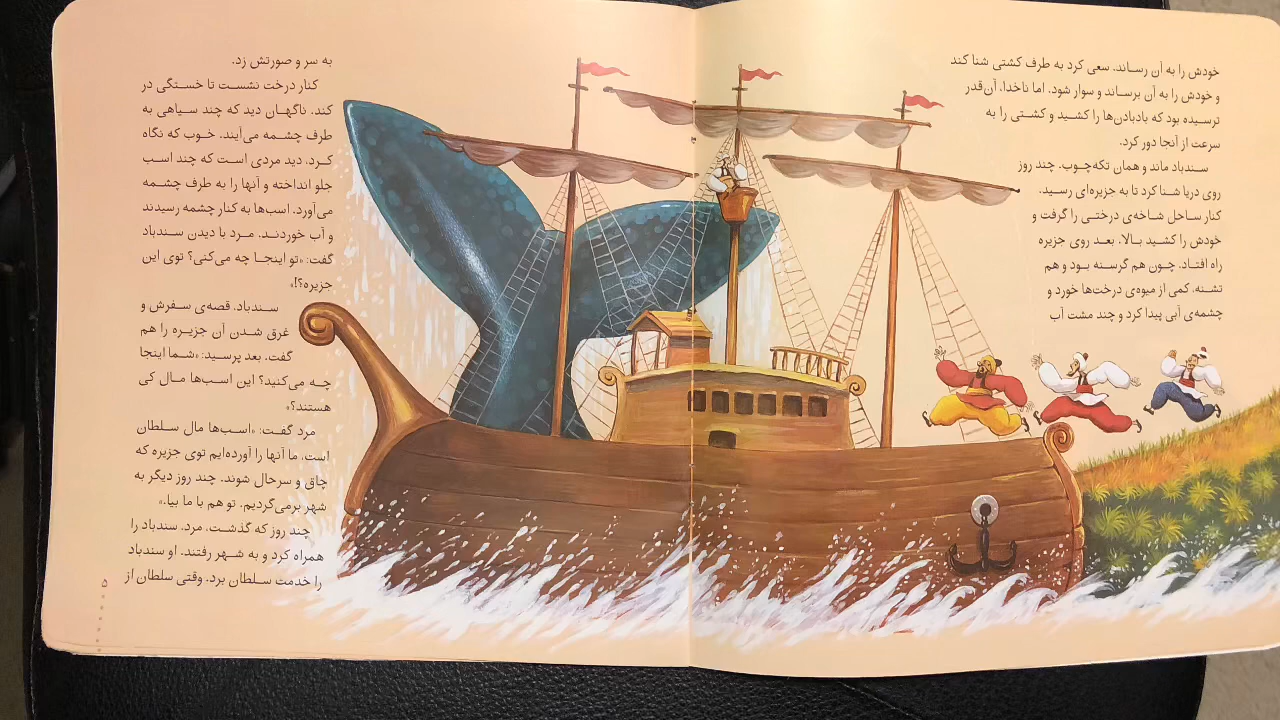 خودش را به آن رساند. سعی کرد به طرف کشتی شنا کند
و خودش را به آن برساند و سوار شود. اما ناخدا، آن‌قدر
ترسیده بود که بادبادن‌ها را کشید و کشتی را به
سرعت از آنجا دور کرد.
سندباد ماند و همان تکه‌چوب. چند روز
روی دریا شنا کرد تا به جزیره‌ای رسید.
کنار ساحل شاخه‌ی درختی را گرفت و
خودش را کشید بالا. بعد روی جزیره
راه افتاد. چون هم گرسنه بود و هم
تشنه، کمی از میوه‌ی درخت‌ها خورد و
چشمه‌ی آبی پیدا کرد و چند مشت آب
به سر و صورتش زد.
کنار درخت نشست تا خستگی در
کند. ناگهان دید که چند سیاهی به
طرف چشمه می‌آیند. خوب که نگاه
کرد، دید مردی است که چند اسب
جلو انداخته و آنها را به طرف چشمه
می‌آورد. اسب‌ها به کنار چشمه رسیدند
و آب خوردند. مرد با دیدن سندباد
گفت: «تو اینجا چه می‌کنی؟ توی این
جزیره؟!»
سندباد، قصه‌ی سفرش و
غرق شدن آن جزیره را هم
گفت. بعد پرسید: «شما اینجا
چه می‌کنید؟ این اسب‌ها مال کی
هستند؟»
مرد گفت: «اسب‌ها مال سلطان
است، ما آنها را آورده‌ایم توی جزیره که
چاق و سرحال شوند. چند روز دیگر به
شهر برمی‌گردیم. تو هم با ما بیا.»
چند روز که گذشت، مرد، سندباد را
همراه کرد و به شهر رفتند. او سندباد
را خدمت سلطان برد. وقتی سلطان از
۵